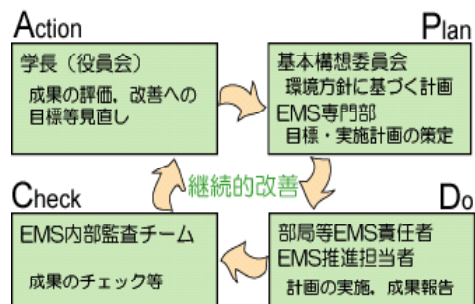 Action
学長（役員会）
成果の評価，改善への
目標等見直し
Plan
基本構想委員会
環境方針に基づく計画
EMS専門部
目標・実施計画の策定
継続的改善
Check
EMS内部監査チーム
成果のチェック等
Do
部局等EMS責任者
EMS推進担当者
計画の実施，成果報告